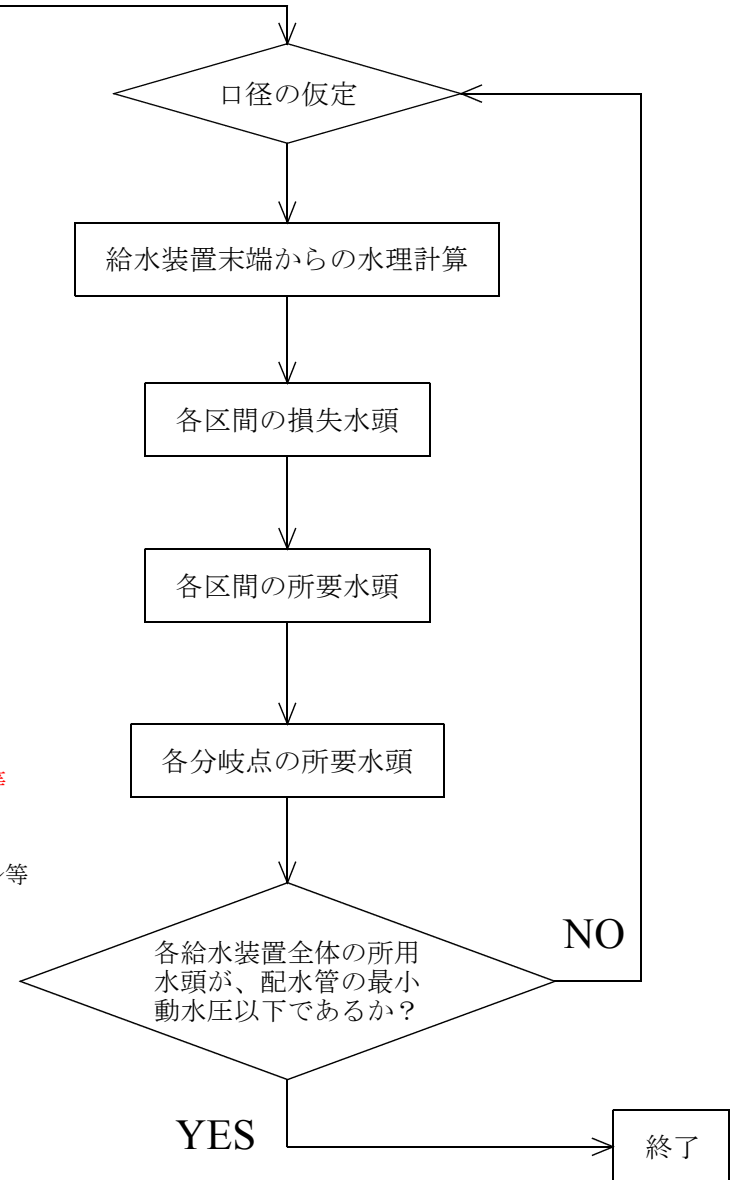 口径の仮定
給水装置末端からの水理計算
各区間の損失水頭
各区間の所要水頭
各分岐点の所要水頭
等
等
各給水装置全体の所用
水頭が、配水管の最小
動水圧以下であるか？
NO
YES
終了